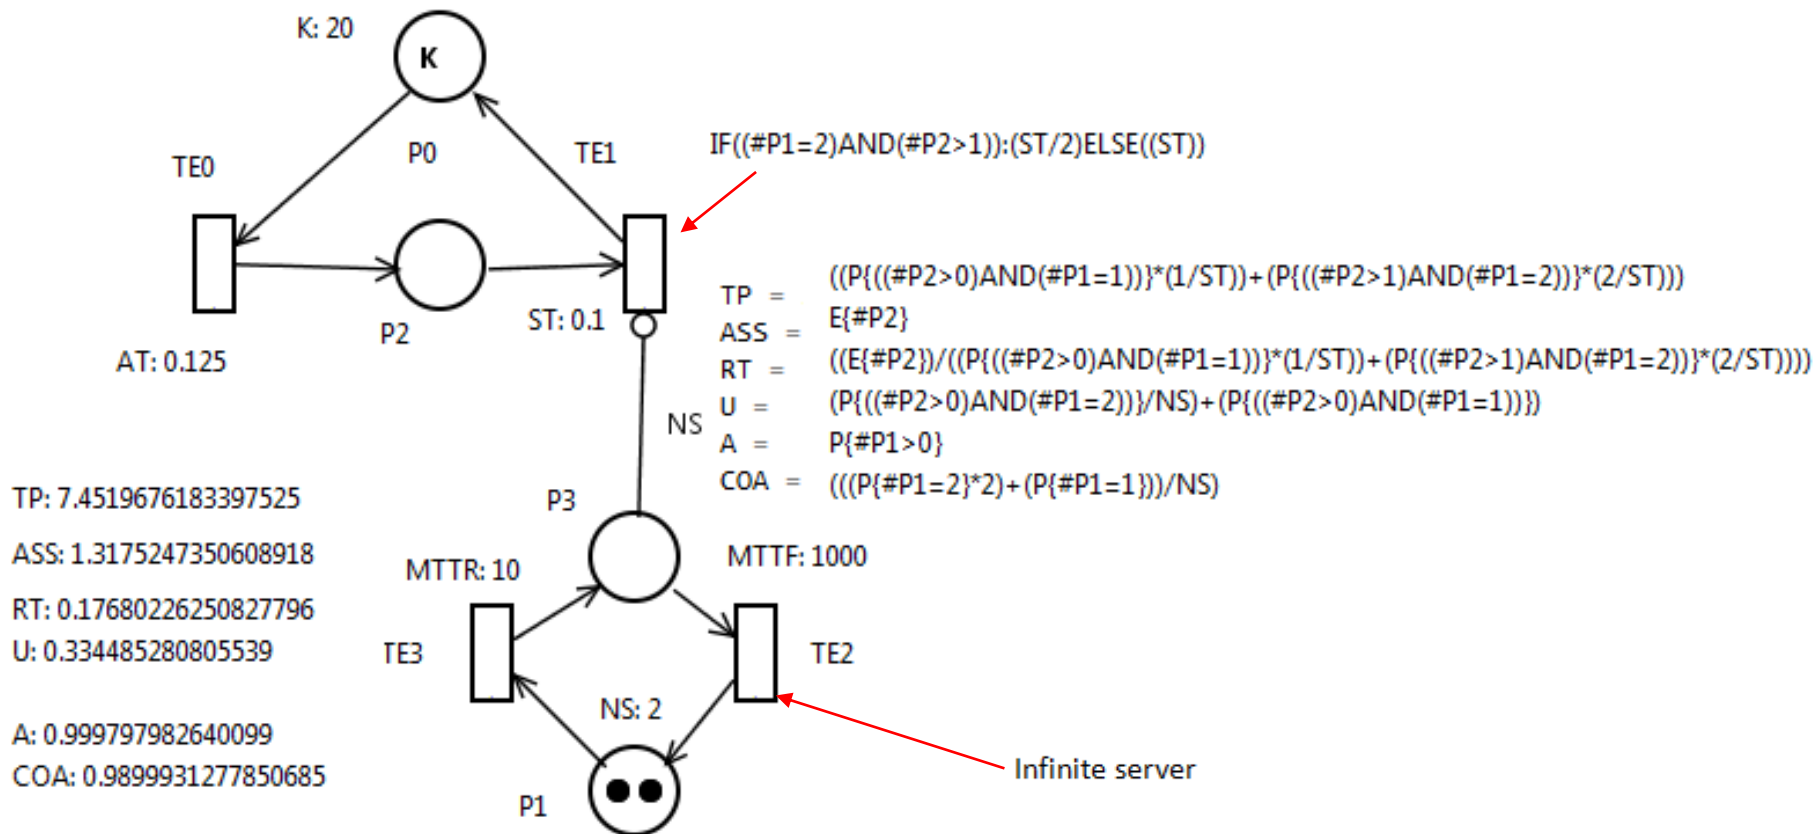 K: 20
K
P0
TE1
TE0
IF((#P1=2)AND(#P2>1)):(ST/2)ELSE((ST))
P2
ST: 0.1
AT: 0.125
TP = ((P{((#P2>0)AND(#P1=1))}*(1/ST))+(P{((#P2>1)AND(#P1=2))}*(2/ST)))
ASS = E{#P2}
RT = ((E{#P2})/((P{((#P2>0)AND(#P1=1))}*(1/ST))+(P{((#P2>1)AND(#P1=2))}*(2/ST))))
U = (P{((#P2>0)AND(#P1=2))}/NS)+(P{((#P2>0)AND(#P1=1))})
A = P{#P1>0}
COA = (((P{#P1=2}*2)+(P{#P1=1}))/NS)
NS
P3
MTTR: 10
MTTF: 1000
TE3
TE2
NS: 2
P1
Infinite server
TP: 7.4519676183397525
ASS: 1.3175247350608918
RT: 0.17680226250827796
U: 0.334485280805539
A: 0.999797982640099
COA: 0.9899931277850685